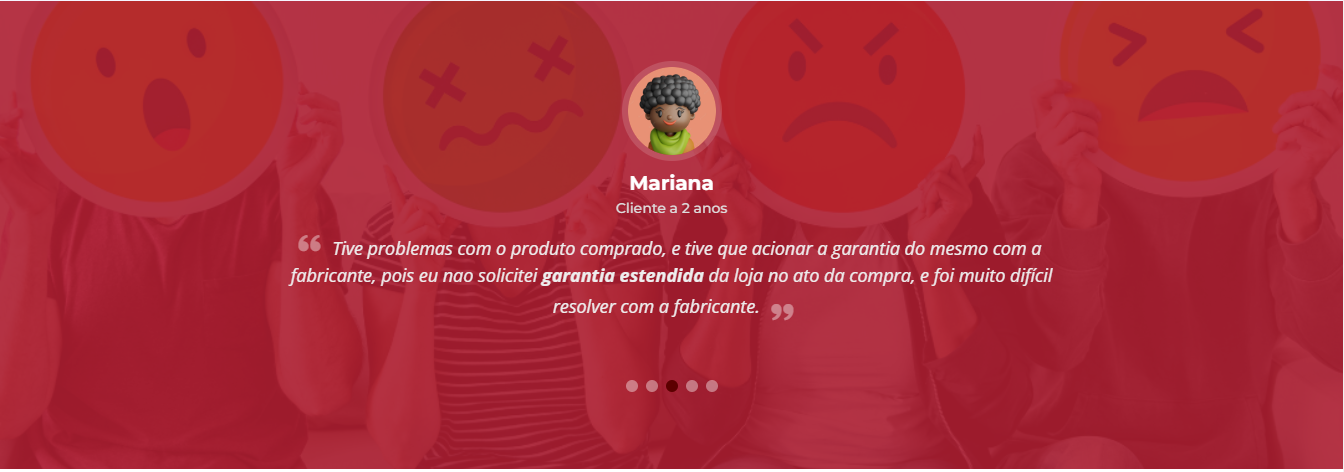 Mariana
Cliente a 2 anos
“ Tive problemas com o produto comprado, e tive que acionar a garantia do mesmo com a
fabricante, pois eu nao solicitei garantia estendida da loja no ato da compra, e foi muito difícil
resolver com a fabricante. ”